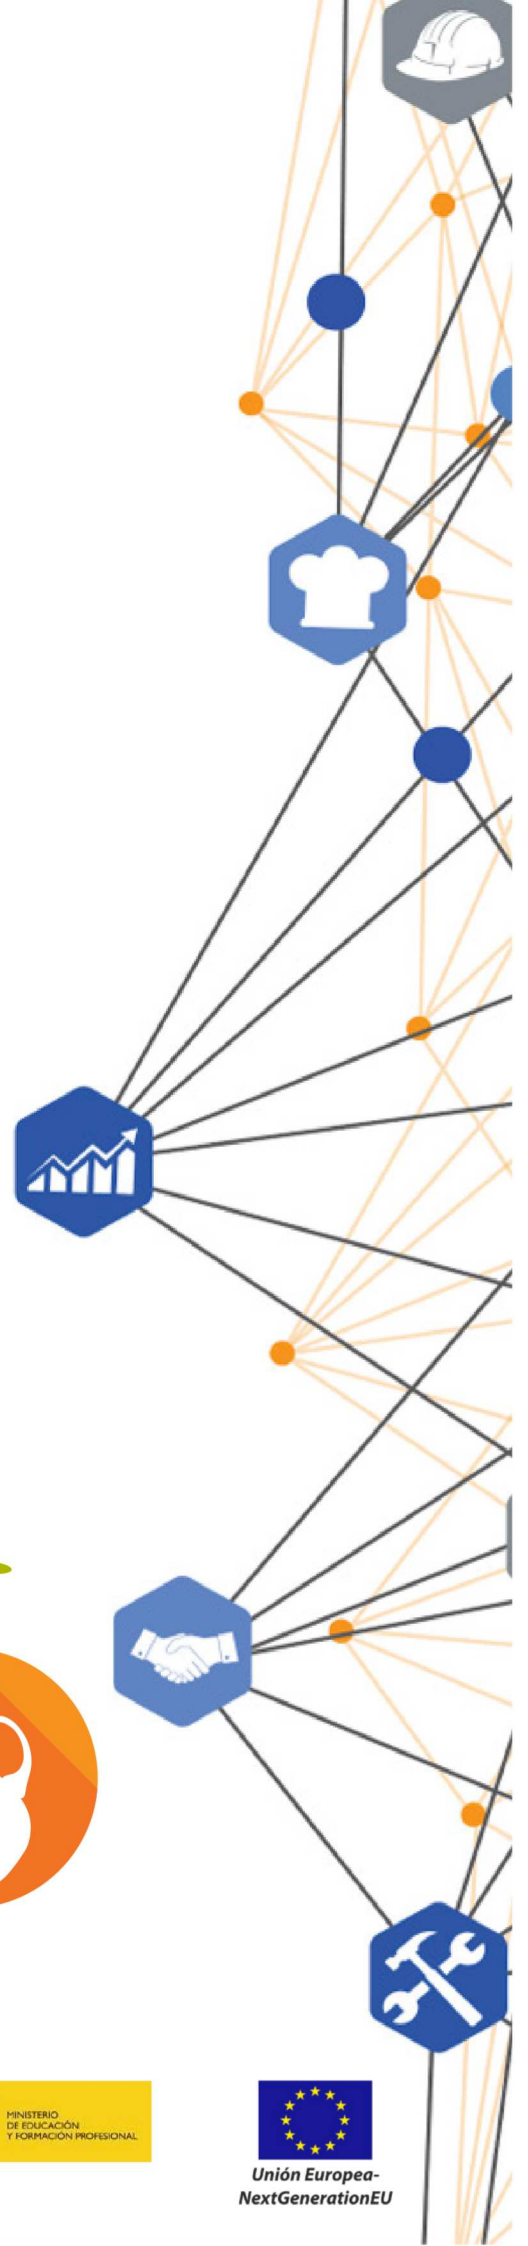 MINISTERIO
DE EDUCACIÓN
Y FORMACIÓN PROFESIONAL
Unión Europea-
NextGenerationEU